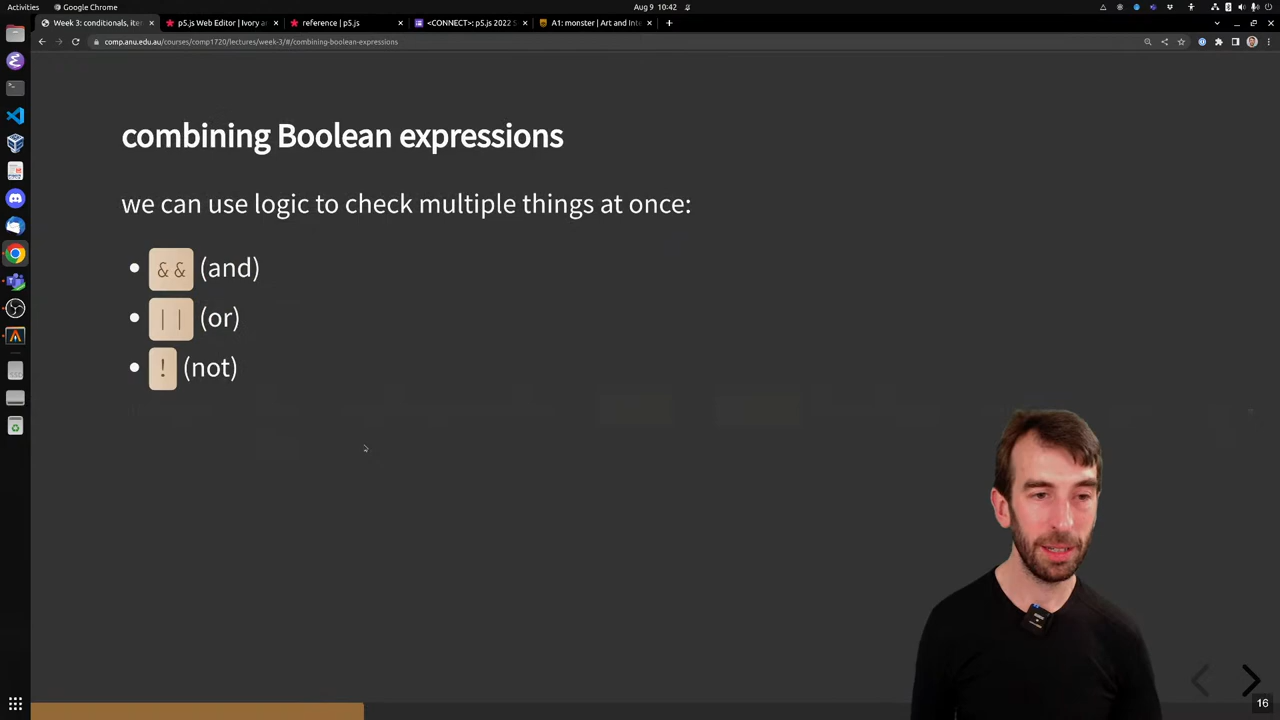 Activities
Google Chrome
Aug 9 10:42
Week 3: conditionals, ite
p5.js Web Editor | Ivory an
reference | p5.js
<CONNECT>: p5.js 2022 S
A1: monster | Art and Inte
comp.anu.edu.au/courses/comp1720/lectures/week-3/#/combining-boolean-expressions
combining Boolean expressions
we can use logic to check multiple things at once:
&& (and)
|| (or)
! (not)
16